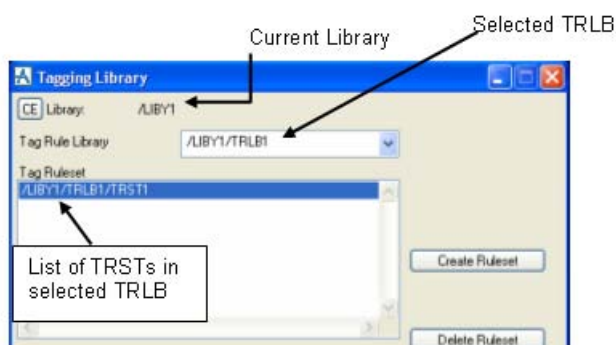 Current Library
Selected TRLB
Tagging Library
CE Library: /LIBY1
Tag Rule Library /LIBY1/TRLB1
Tag Ruleset
/LIBY1/TRLB1/TRST1
List of TRSTs in
selected TRLB
Create Ruleset
Delete Ruleset